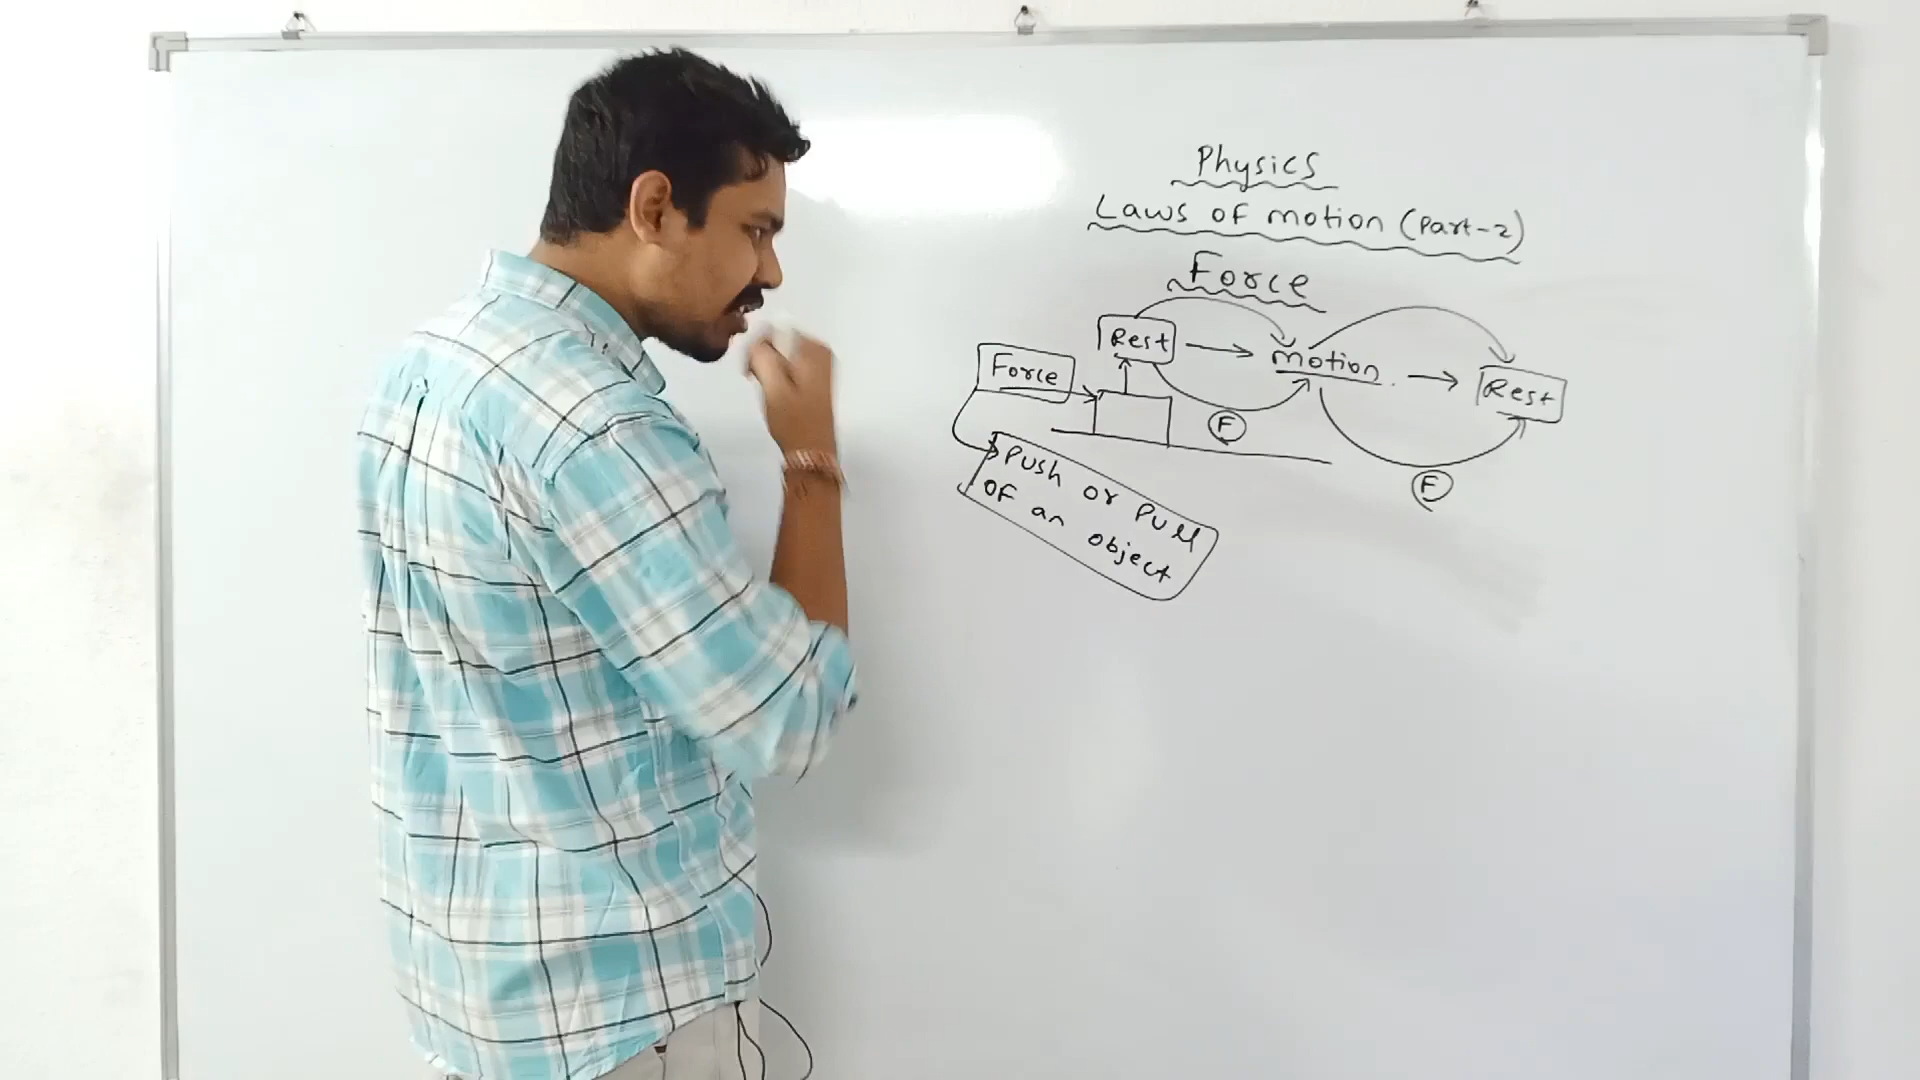 Physics
Laws of motion (Part-2)
Force
Rest
motion
Rest
Force
F
F
Push or Pull
OF an object